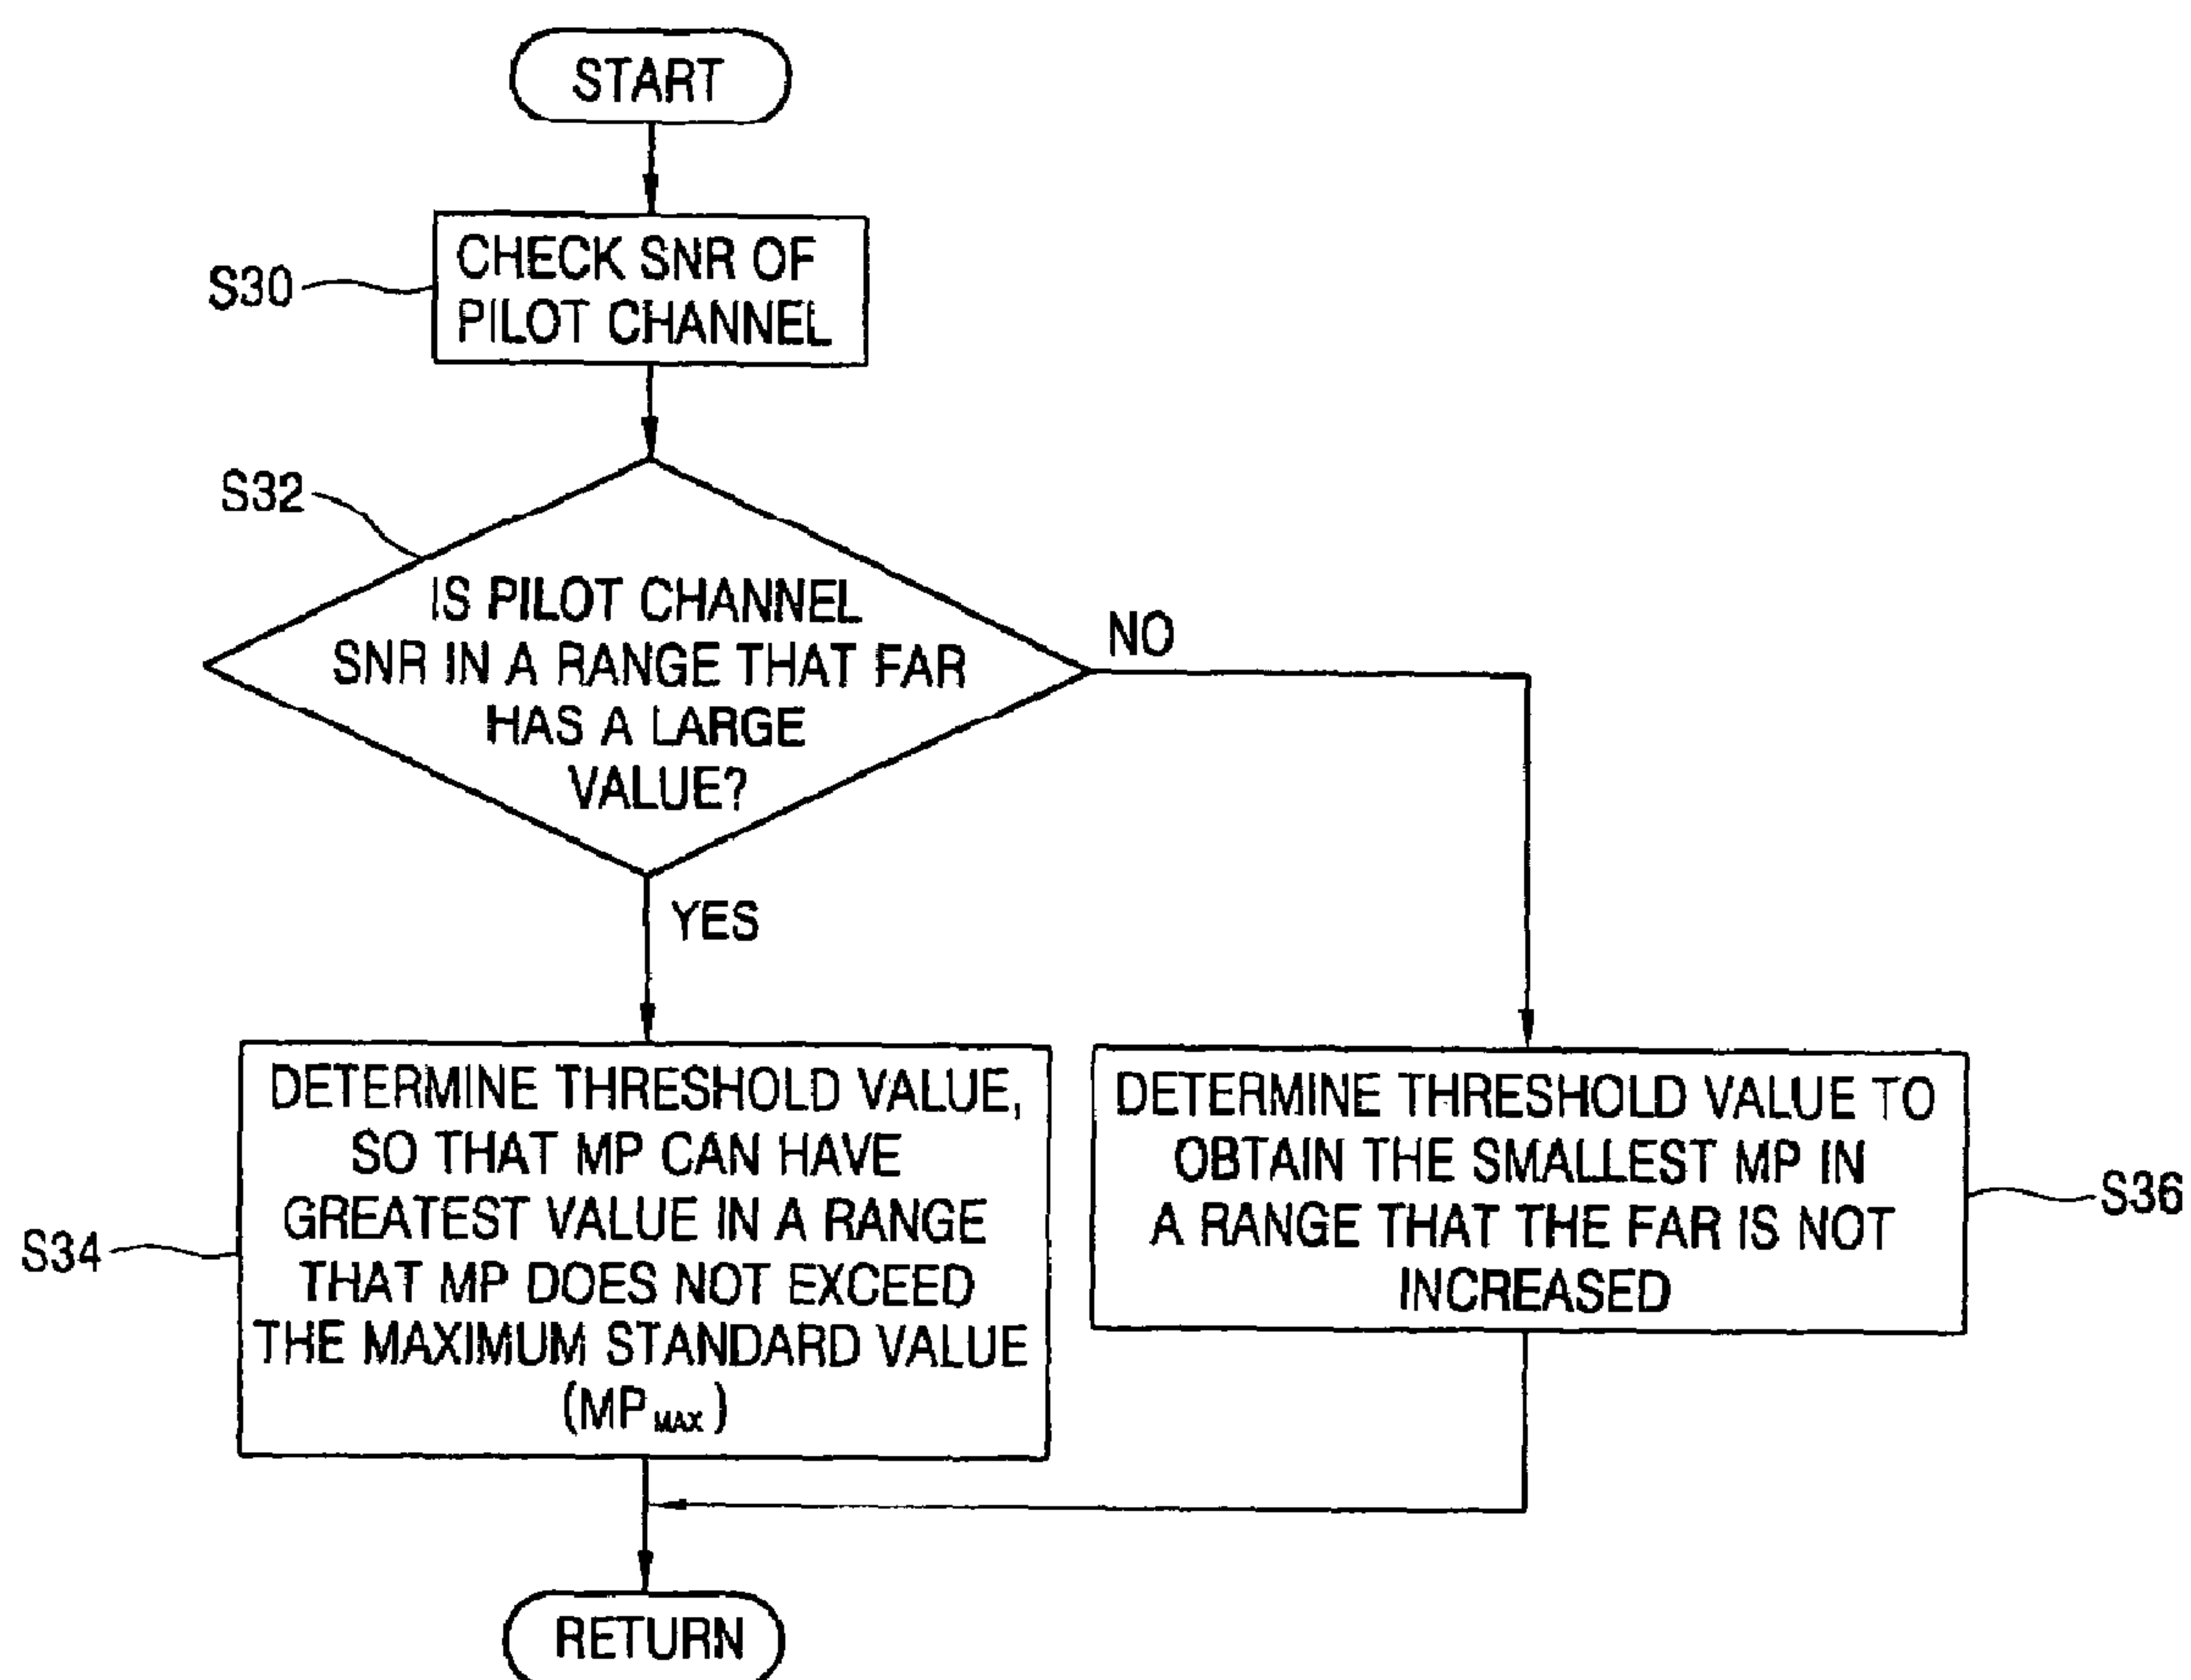 START
S30
CHECK SNR OF
PILOT CHANNEL
S32
IS PILOT CHANNEL
SNR IN A RANGE THAT FAR
HAS A LARGE
VALUE?
NO
YES
S34
DETERMINE THRESHOLD VALUE,
SO THAT MP CAN HAVE
GREATEST VALUE IN A RANGE
THAT MP DOES NOT EXCEED
THE MAXIMUM STANDARD VALUE
(MP MAX)
DETERMINE THRESHOLD VALUE TO
OBTAIN THE SMALLEST MP IN
A RANGE THAT THE FAR IS NOT
INCREASED
S36
RETURN